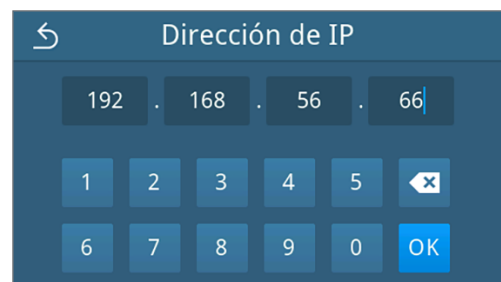 Dirección de IP
192 . 168 . 56 . 66
1 2 3 4 5
6 7 8 9 0 OK